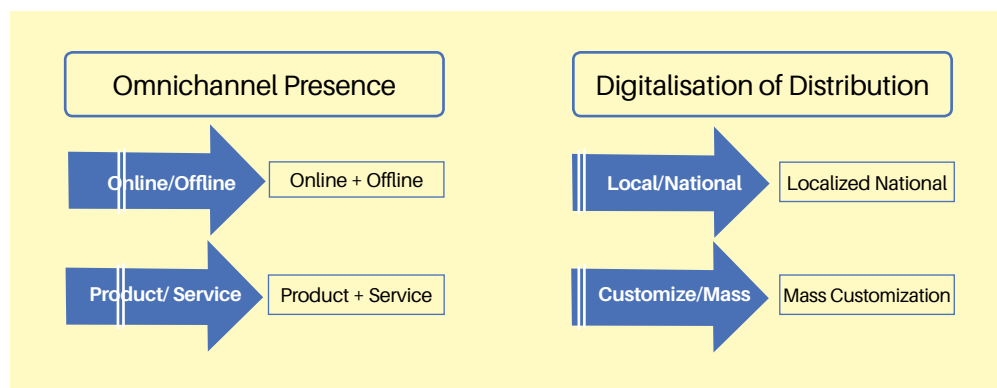 Omnichannel Presence
Online/Offline
Online + Offline
Product/ Service
Product + Service
Digitalisation of Distribution
Local/National
Localized National
Customize/Mass
Mass Customization